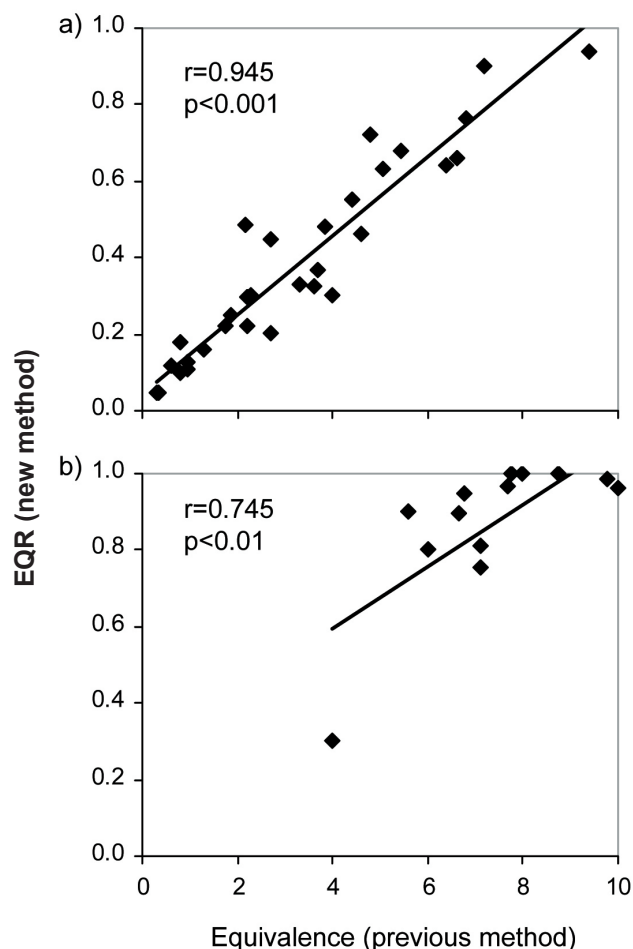 a)
r=0.945
p<0.001
1.0
0.8
0.6
0.4
0.2
0.0
EQR (new method)
b)
r=0.745
p<0.01
1.0
0.8
0.6
0.4
0.2
0.0
0 2 4 6 8 10
Equivalence (previous method)